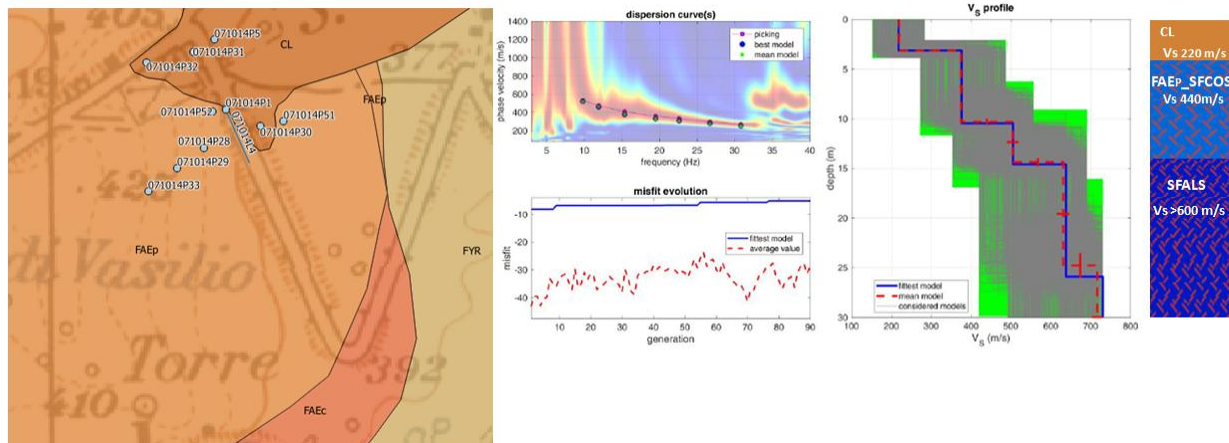 405
S.
377
CL
071014P5
071014P31
071014P32
071014P1
071014P52
071014P51
071014P30
071014L4
071014P28
071014P29
071014P33
FAEp
FAEp
FYR
Torre
392
410
FAEc
dispersion curve(s)
phase velocity (m/s)
1400
1200
1000
800
600
400
200
picking
best model
mean model
5
10
15
20
25
30
35
40
frequency (Hz)
misfit evolution
misfit
-10
-20
-30
-40
fittest model
average value
10
20
30
40
50
60
70
80
90
generation
VS profile
depth (m)
0
5
10
15
20
25
30
fittest model
mean model
considered models
100
200
300
400
500
600
700
800
VS (m/s)
CL
Vs 220 m/s
FAEP_SFCOS
Vs 440m/s
SFALS
Vs >600 m/s